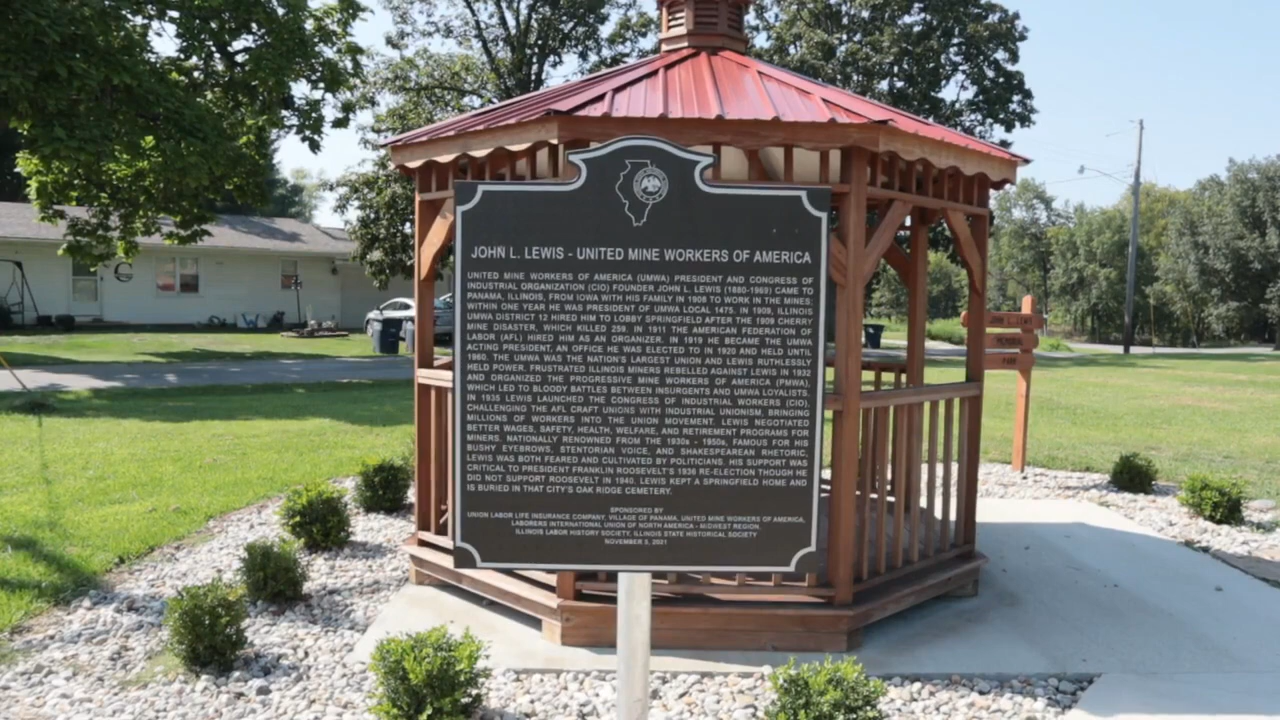 JOHN L. LEWIS - UNITED MINE WORKERS OF AMERICA
UNITED MINE WORKERS OF AMERICA (UMWA) PRESIDENT AND CONGRESS OF
INDUSTRIAL ORGANIZATION (CIO) FOUNDER JOHN L. LEWIS (1880-1969) CAME TO
PANAMA, ILLINOIS, FROM IOWA WITH HIS FAMILY IN 1908 TO WORK IN THE MINES;
WITHIN ONE YEAR HE WAS PRESIDENT OF UMWA LOCAL 1475. IN 1909, ILLINOIS
UMWA DISTRICT 12 HIRED HIM TO LOBBY SPRINGFIELD AFTER THE 1909 CHERRY
MINE DISASTER, WHICH KILLED 259. IN 1911 THE AMERICAN FEDERATION OF
LABOR (AFL) HIRED HIM AS AN ORGANIZER. IN 1919 HE BECAME THE UMWA
ACTING PRESIDENT, AN OFFICE HE WAS ELECTED TO IN 1920 AND HELD UNTIL
1960. THE UMWA WAS THE NATION'S LARGEST UNION AND LEWIS RUTHLESSLY
HELD POWER. FRUSTRATED ILLINOIS MINERS REBELLED AGAINST LEWIS IN 1932
AND ORGANIZED THE PROGRESSIVE MINE WORKERS OF AMERICA (PMWA),
WHICH LED TO BLOODY BATTLES BETWEEN INSURGENTS AND UMWA LOYALISTS.
IN 1935 LEWIS LAUNCHED THE CONGRESS OF INDUSTRIAL WORKERS (CIO),
CHALLENGING THE AFL CRAFT UNIONS WITH INDUSTRIAL UNIONISM, BRINGING
MILLIONS OF WORKERS INTO THE UNION MOVEMENT. LEWIS NEGOTIATED
BETTER WAGES, SAFETY, HEALTH, WELFARE, AND RETIREMENT PROGRAMS FOR
MINERS. NATIONALLY RENOWNED FROM THE 1930s - 1950s, FAMOUS FOR HIS
BUSHY EYEBROWS, STENTORIAN VOICE, AND SHAKESPEAREAN RHETORIC,
LEWIS WAS BOTH FEARED AND CULTIVATED BY POLITICIANS. HIS SUPPORT WAS
CRITICAL TO PRESIDENT FRANKLIN ROOSEVELT'S 1936 RE-ELECTION THOUGH HE
DID NOT SUPPORT ROOSEVELT IN 1940. LEWIS KEPT A SPRINGFIELD HOME AND
IS BURIED IN THAT CITY'S OAK RIDGE CEMETERY.
SPONSORED BY
UNION LABOR LIFE INSURANCE COMPANY, VILLAGE OF PANAMA, UNITED MINE WORKERS OF AMERICA,
LABORERS INTERNATIONAL UNION OF NORTH AMERICA - MIDWEST REGION,
ILLINOIS LABOR HISTORY SOCIETY, ILLINOIS STATE HISTORICAL SOCIETY
NOVEMBER 5, 2021
JOHN L. LEWIS
MEMORIAL
PARK